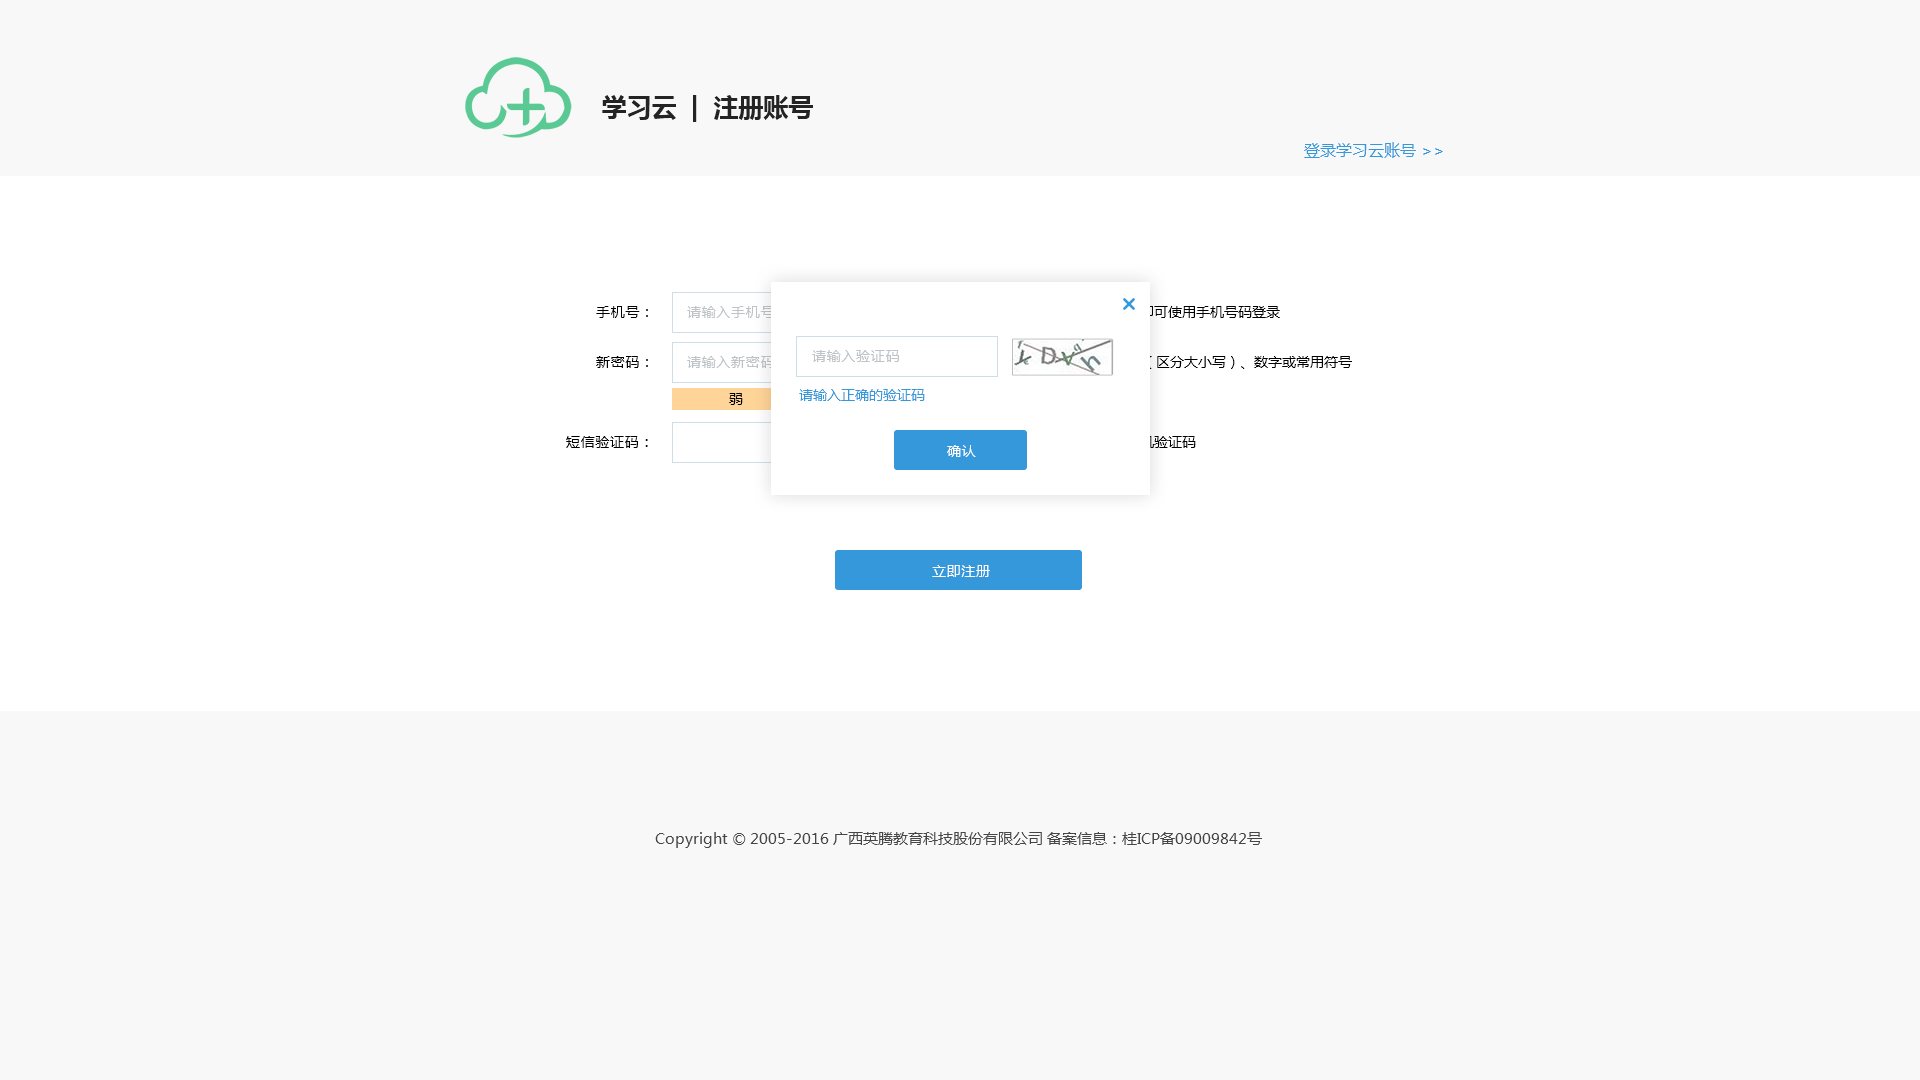 学习云 | 注册账号
登录学习云账号 >>
手机号： 请输入手机号 即可使用手机号码登录
请输入验证码
新密码： 请输入新密码 （区分大小写）、数字或常用符号
请输入正确的验证码
弱
短信验证码： 机验证码
确认
立即注册
Copyright © 2005-2016 广西英腾教育科技股份有限公司 备案信息：桂ICP备09009842号